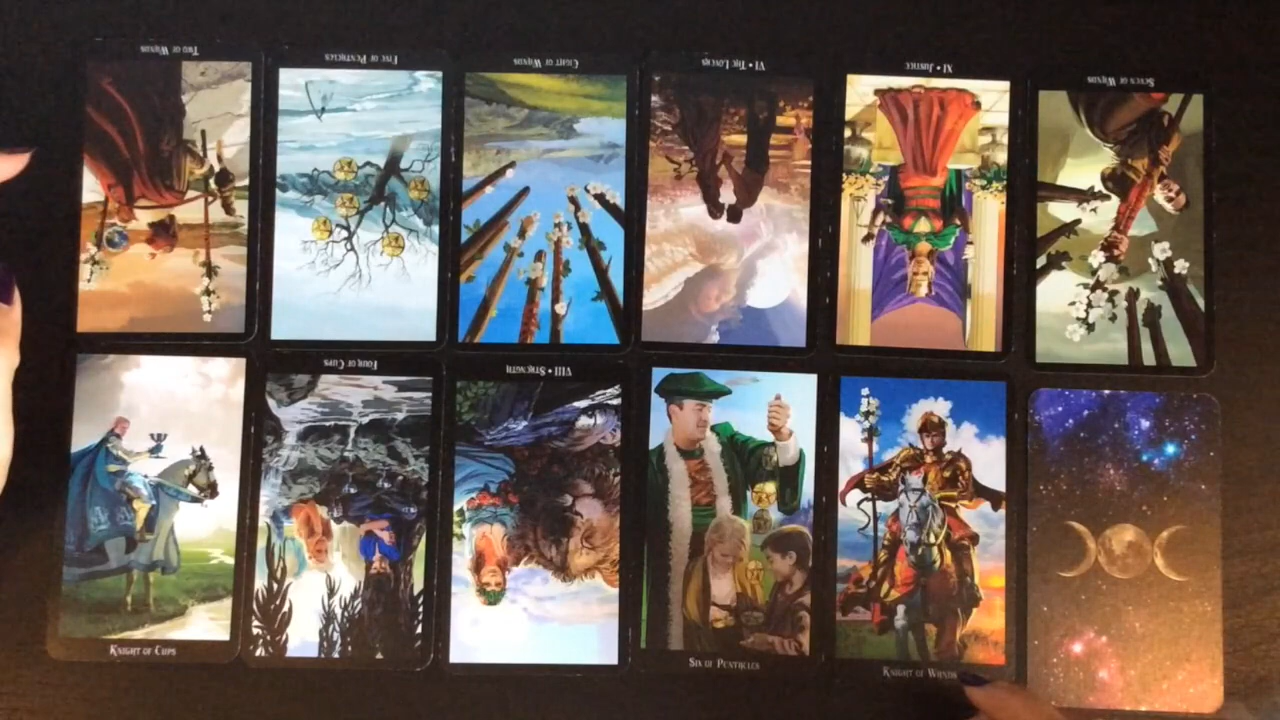 Two of Wands
Five of Pentacles
Eight of Wands
VI • The Lovers
XI • Justice
Seven of Wands
Four of Cups
VIII • Strength
Knight of Cups
Six of Pentacles
Knight of Wands